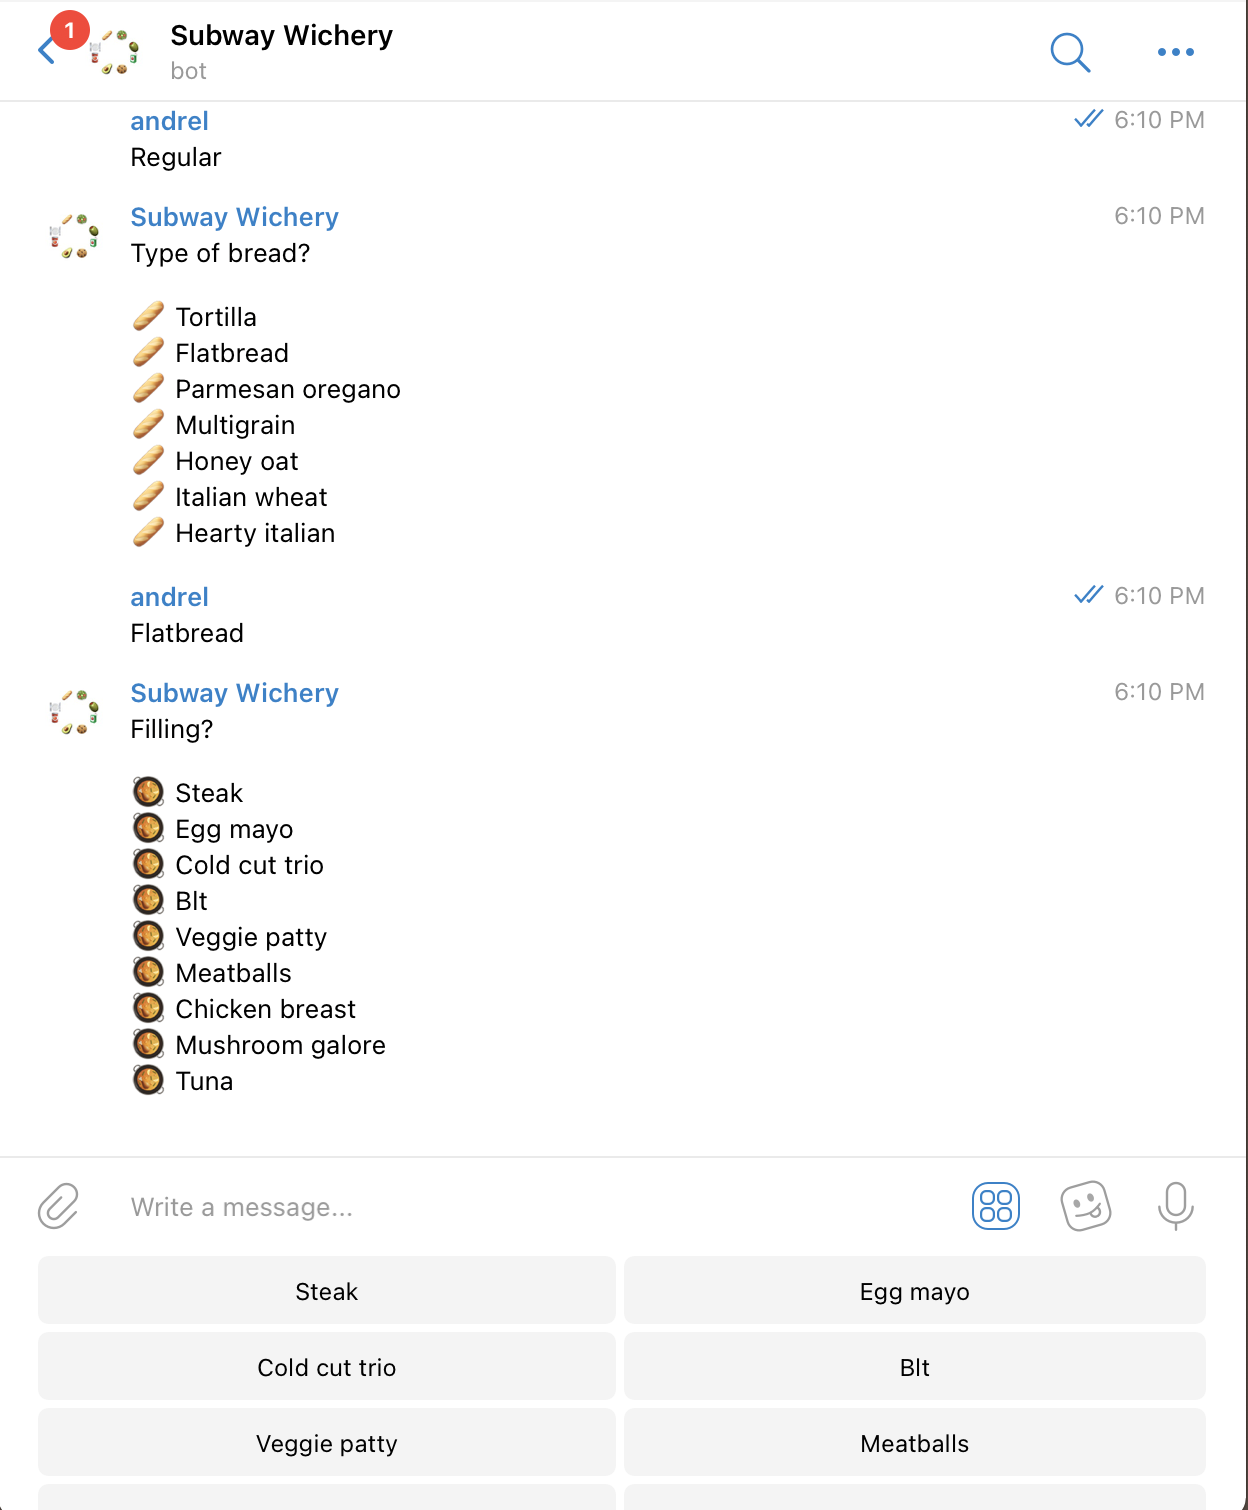 1
Subway Wichery
bot
andrel 6:10 PM
Regular
Subway Wichery 6:10 PM
Type of bread?
Tortilla
Flatbread
Parmesan oregano
Multigrain
Honey oat
Italian wheat
Hearty italian
andrel 6:10 PM
Flatbread
Subway Wichery 6:10 PM
Filling?
Steak
Egg mayo
Cold cut trio
Blt
Veggie patty
Meatballs
Chicken breast
Mushroom galore
Tuna
Write a message...
Steak Egg mayo
Cold cut trio Blt
Veggie patty Meatballs